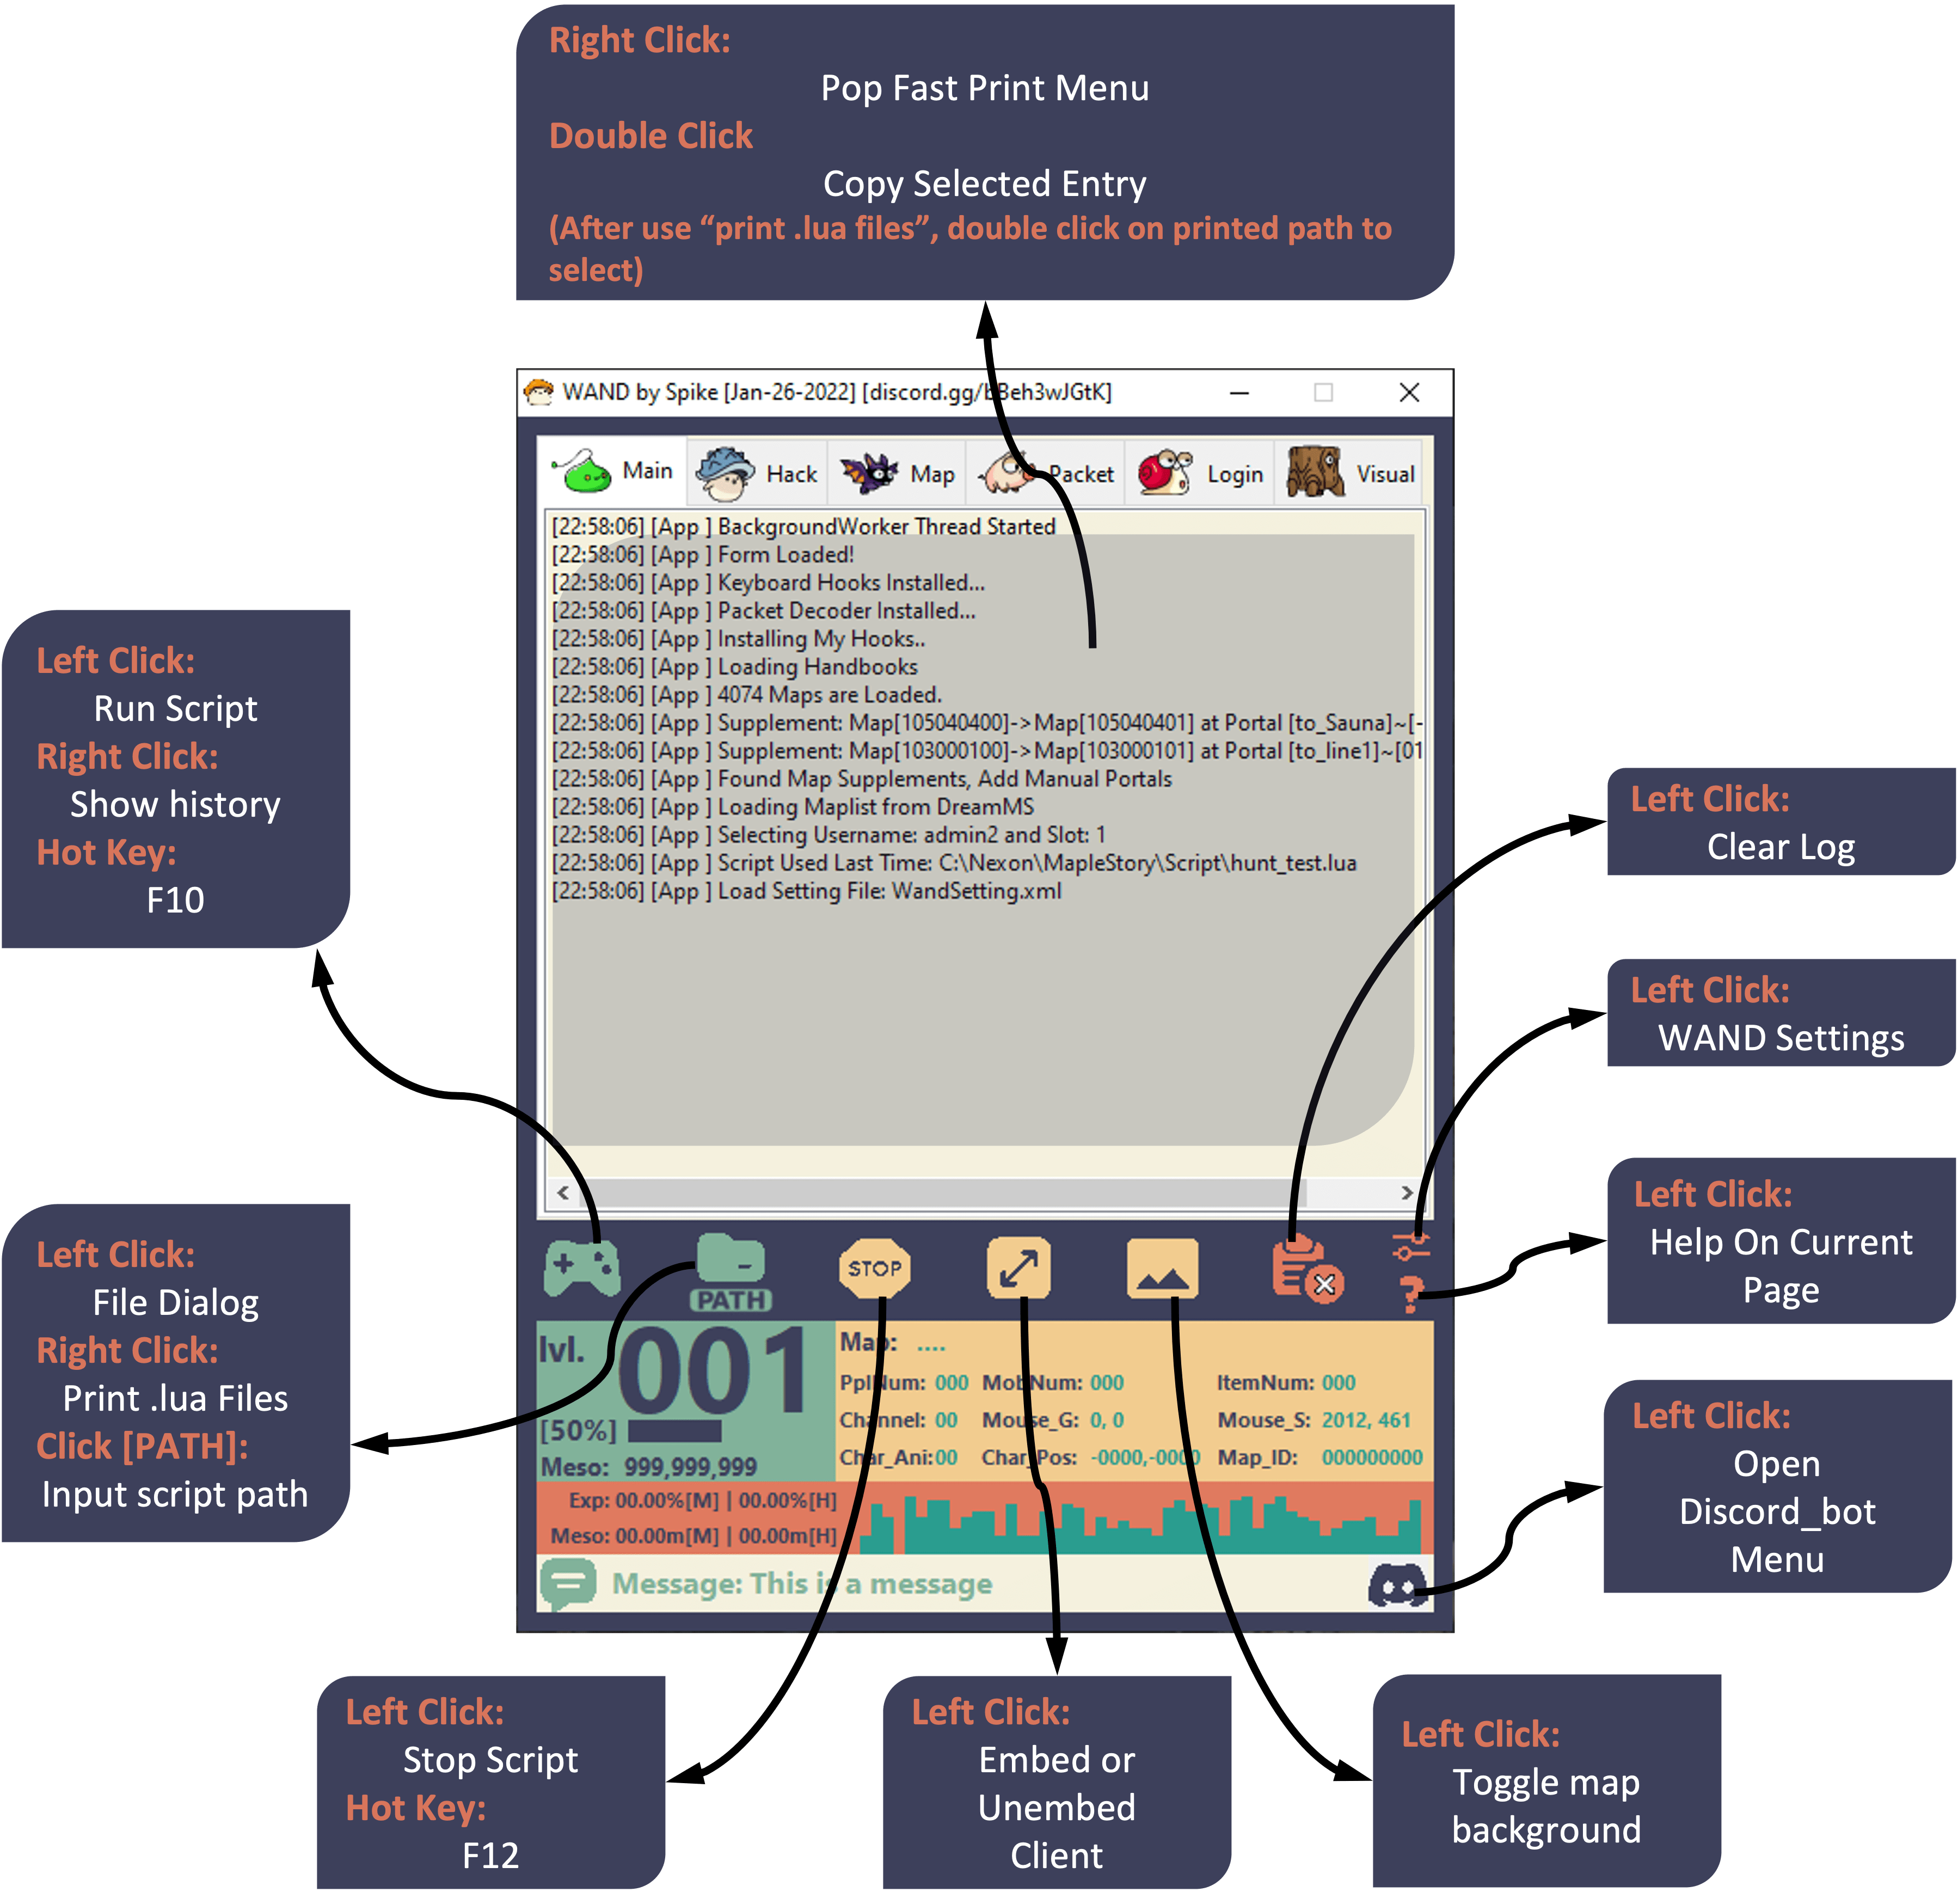 Right Click:
Pop Fast Print Menu
Double Click
Copy Selected Entry
(After use “print .lua files”, double click on printed path to
select)
WAND by Spike [Jan-26-2022] [discord.gg/bBeh3wJGtK]
Main
Hack
Map
Packet
Login
Visual
[22:58:06] [App ] BackgroundWorker Thread Started
[22:58:06] [App ] Form Loaded!
[22:58:06] [App ] Keyboard Hooks Installed...
[22:58:06] [App ] Packet Decoder Installed...
[22:58:06] [App ] Installing My Hooks..
[22:58:06] [App ] Loading Handbooks
[22:58:06] [App ] 4074 Maps are Loaded.
[22:58:06] [App ] Supplement: Map[105040400]->Map[105040401] at Portal [to_Sauna]~[-
[22:58:06] [App ] Supplement: Map[103000100]->Map[103000101] at Portal [to_line1]~[01
[22:58:06] [App ] Found Map Supplements, Add Manual Portals
[22:58:06] [App ] Loading Maplist from DreamMS
[22:58:06] [App ] Selecting Username: admin2 and Slot: 1
[22:58:06] [App ] Script Used Last Time: C:\Nexon\MapleStory\Script\hunt_test.lua
[22:58:06] [App ] Load Setting File: WandSetting.xml
Left Click:
Run Script
Right Click:
Show history
Hot Key:
F10
Left Click:
Clear Log
Left Click:
WAND Settings
Left Click:
Help On Current
Page
Left Click:
File Dialog
Right Click:
Print .lua Files
Click [PATH]:
Input script path
PATH
STOP
?
lvl. 001
[50%]
Meso: 999,999,999
Map: ....
PplNum: 000 MobNum: 000 ItemNum: 000
Channel: 00 Mouse_G: 0, 0 Mouse_S: 2012, 461
Char_Ani:00 Char_Pos: -0000,-0000 Map_ID: 000000000
Exp: 00.00%[M] | 00.00%[H]
Meso: 00.00m[M] | 00.00m[H]
Message: This is a message
Left Click:
Open
Discord_bot
Menu
Left Click:
Stop Script
Hot Key:
F12
Left Click:
Embed or
Unembed
Client
Left Click:
Toggle map
background